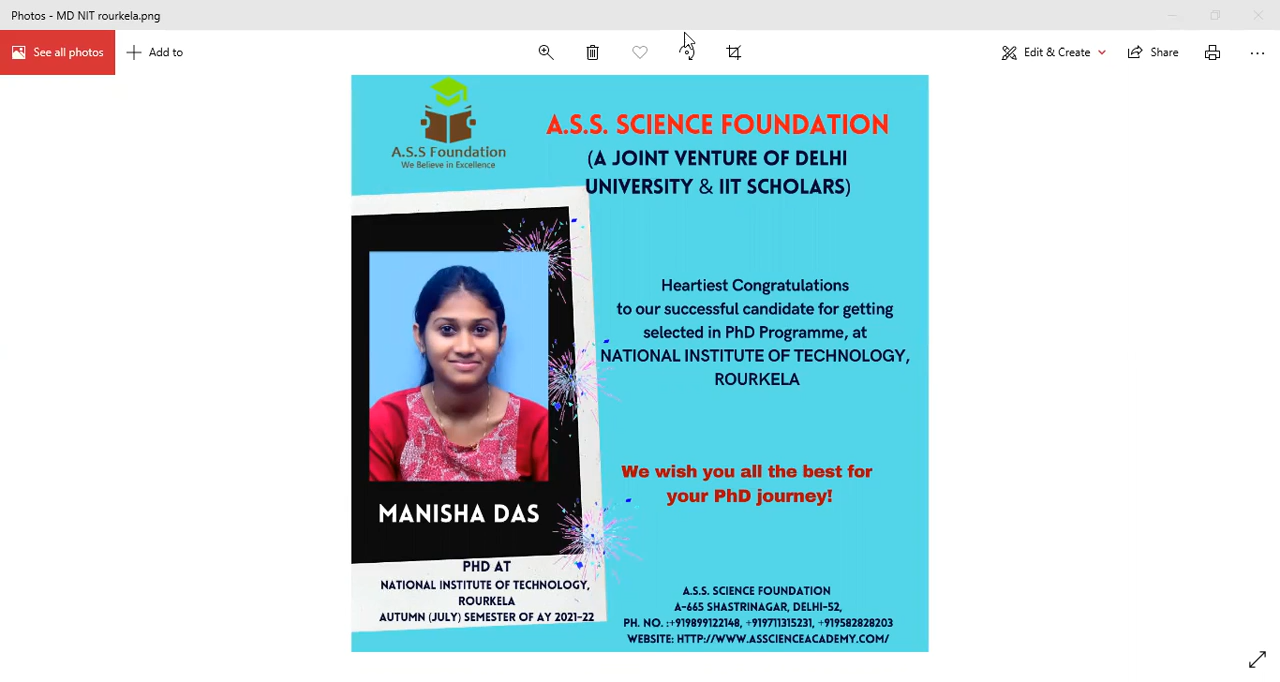 Photos - MD NIT rourkela.png
See all photos
Add to
Edit & Create
Share
A.S.S Foundation
We Believe in Excellence
A.S.S. SCIENCE FOUNDATION
(A JOINT VENTURE OF DELHI
UNIVERSITY & IIT SCHOLARS)
Heartiest Congratulations
to our successful candidate for getting
selected in PhD Programme, at
NATIONAL INSTITUTE OF TECHNOLOGY,
ROURKELA
We wish you all the best for
your PhD journey!
MANISHA DAS
PHD AT
NATIONAL INSTITUTE OF TECHNOLOGY,
ROURKELA
AUTUMN (JULY) SEMESTER OF AY 2021-22
A.S.S. SCIENCE FOUNDATION
A-665 SHASTRINAGAR, DELHI-52,
PH. NO. :+919899122148, +919711315231, +919582828203
WEBSITE: HTTP://WWW.ASSCIENCEACADEMY.COM/